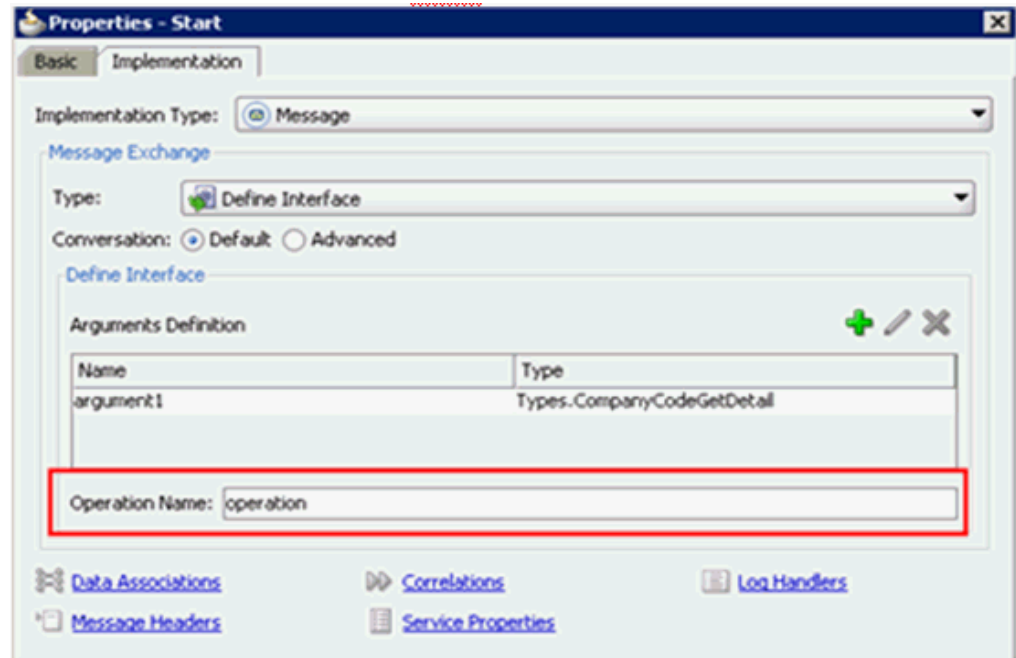 Properties - Start
Basic Implementation
Implementation Type: Message
Message Exchange
Type: Define Interface
Conversation: Default Advanced
Define Interface
Arguments Definition
Name Type
argument1 Types.CompanyCodeGetDetail
Operation Name: operation
Data Associations Correlations Log Handlers
Message Headers Service Properties